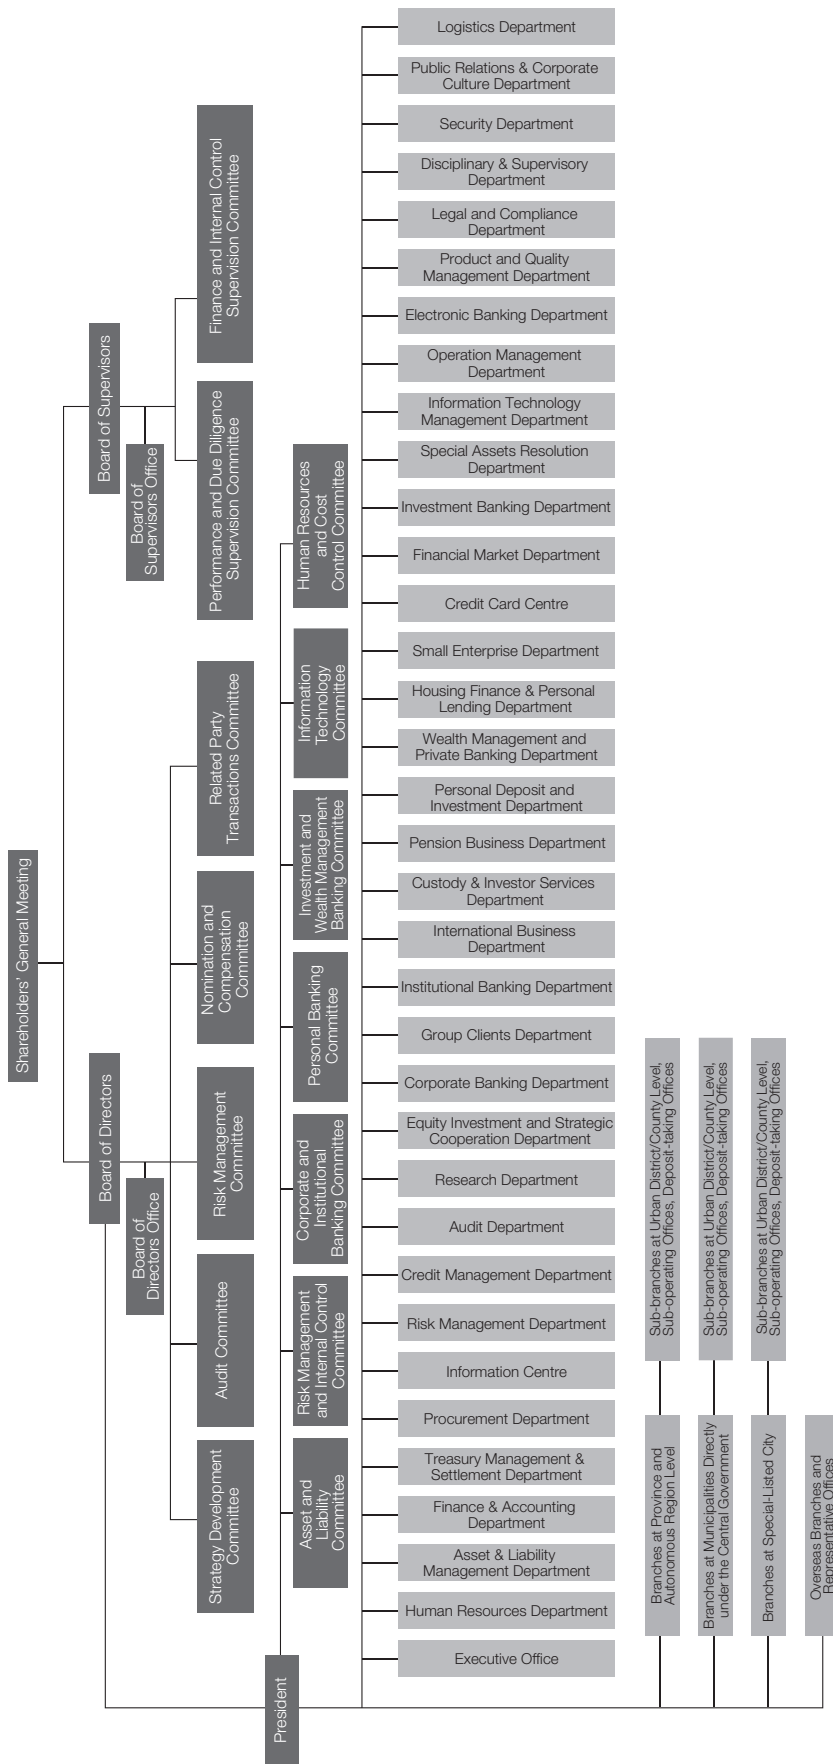 Shareholders' General Meeting
Board of Directors
Board of Supervisors
Board of
Directors Office
Board of
Supervisors Office
Strategy Development
Committee
Audit Committee
Risk Management
Committee
Nomination and
Compensation
Committee
Related Party
Transactions Committee
Performance and Due Diligence
Supervision Committee
Finance and Internal Control
Supervision Committee
President
Asset and
Liability
Committee
Risk Management
and Internal Control
Committee
Corporate and
Institutional
Banking Committee
Personal Banking
Committee
Investment and
Wealth Management
Banking Committee
Information
Technology
Committee
Human Resources
and Cost
Control Committee
Logistics Department
Public Relations & Corporate
Culture Department
Security Department
Disciplinary & Supervisory
Department
Legal and Compliance
Department
Product and Quality
Management Department
Electronic Banking Department
Operation Management
Department
Information Technology
Management Department
Special Assets Resolution
Department
Investment Banking Department
Financial Market Department
Credit Card Centre
Small Enterprise Department
Housing Finance & Personal
Lending Department
Wealth Management and
Private Banking Department
Personal Deposit and
Investment Department
Pension Business Department
Custody & Investor Services
Department
International Business
Department
Institutional Banking Department
Group Clients Department
Corporate Banking Department
Equity Investment and Strategic
Cooperation Department
Research Department
Audit Department
Credit Management Department
Risk Management Department
Information Centre
Procurement Department
Treasury Management &
Settlement Department
Finance & Accounting
Department
Asset & Liability
Management Department
Human Resources Department
Executive Office
Branches at Province and
Autonomous Region Level
Sub-branches at Urban District/County Level,
Sub-operating Offices, Deposit-taking Offices
Branches at Municipalities Directly
under the Central Government
Sub-branches at Urban District/County Level,
Sub-operating Offices, Deposit-taking Offices
Branches at Special-Listed City
Sub-branches at Urban District/County Level,
Sub-operating Offices, Deposit-taking Offices
Overseas Branches and
Representative Offices